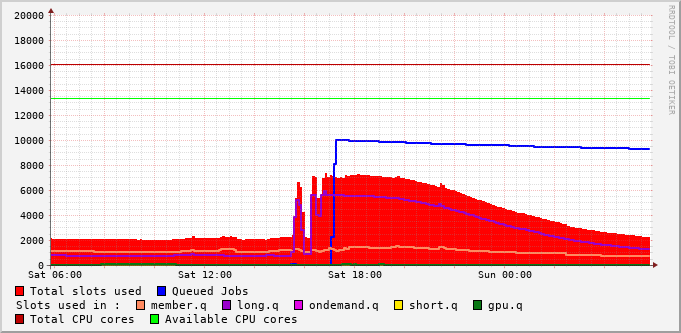 20000
18000
16000
14000
12000
10000
8000
6000
4000
2000
0
Sat 06:00 Sat 12:00 Sat 18:00 Sun 00:00
Total slots used Queued Jobs
Slots used in : member.q long.q ondemand.q short.q gpu.q
Total CPU cores Available CPU cores
RRDTOOL / TOBI OETIKER